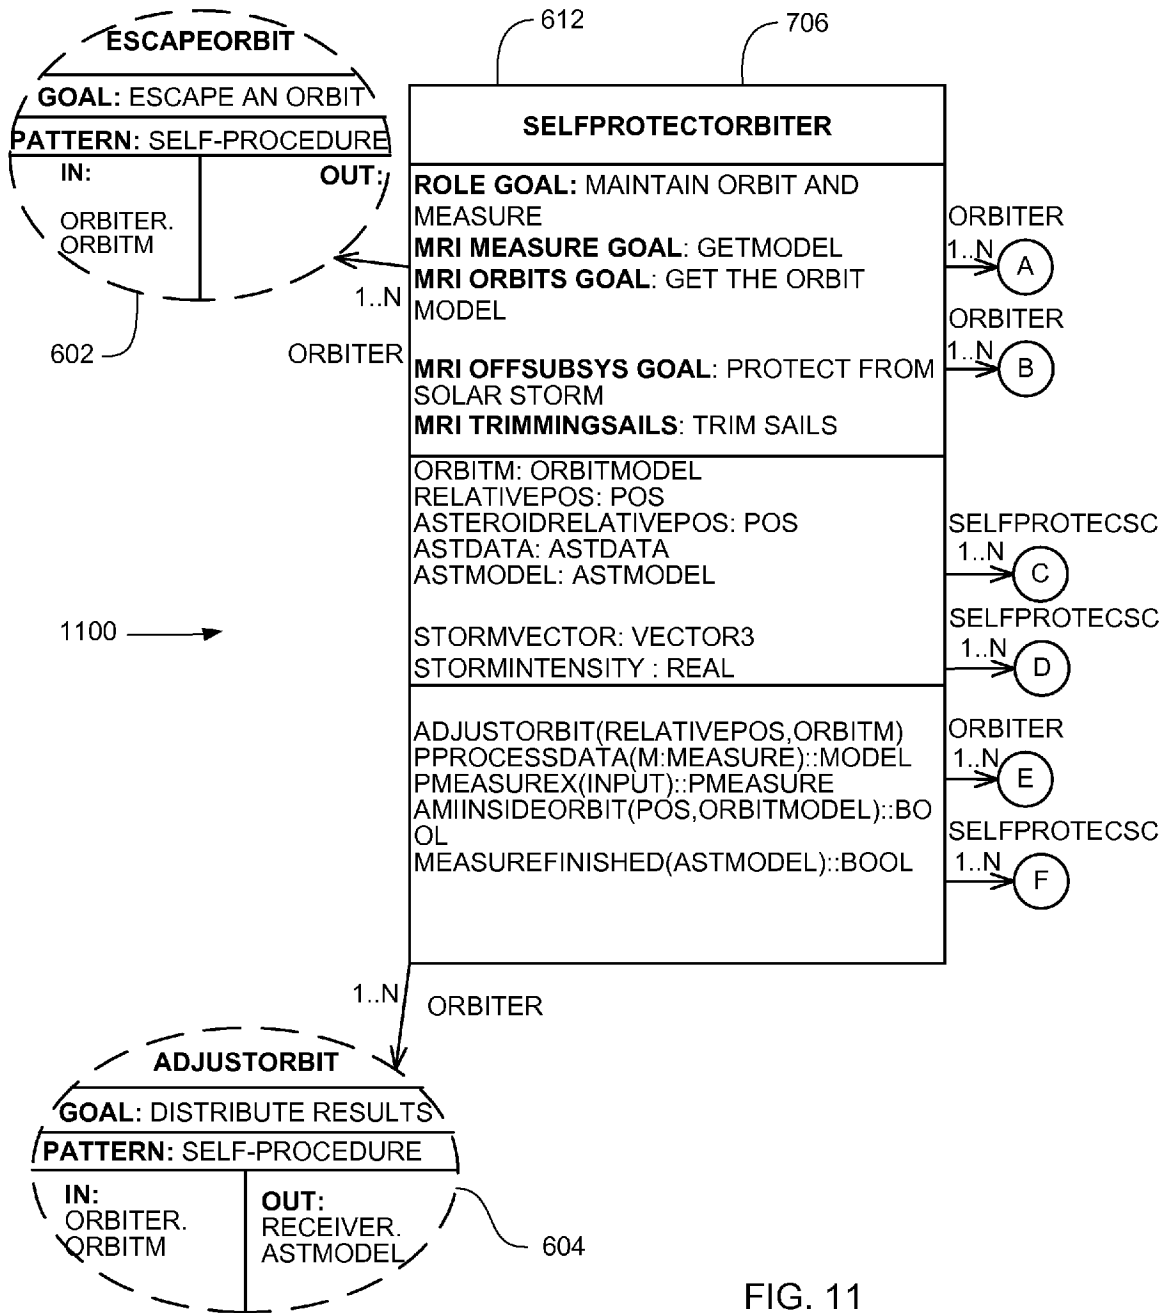 612
706
ESCAPEORBIT
GOAL: ESCAPE AN ORBIT
PATTERN: SELF-PROCEDURE
IN:
OUT:
ORBITER.
ORBITM
602
1..N
ORBITER
SELFPROTECTORBITER
ROLE GOAL: MAINTAIN ORBIT AND
MEASURE
MRI MEASURE GOAL: GETMODEL
MRI ORBITS GOAL: GET THE ORBIT
MODEL
MRI OFFSUBSYS GOAL: PROTECT FROM
SOLAR STORM
MRI TRIMMINGSAILS: TRIM SAILS
ORBITM: ORBITMODEL
RELATIVEPOS: POS
ASTEROIDRELATIVEPOS: POS
ASTDATA: ASTDATA
ASTMODEL: ASTMODEL
STORMVECTOR: VECTOR3
STORMINTENSITY : REAL
ADJUSTORBIT(RELATIVEPOS,ORBITM)
PPROCESSDATA(M:MEASURE)::MODEL
PMEASUREX(INPUT)::PMEASURE
AMIINSIDEORBIT(POS,ORBITMODEL)::BO
OL
MEASUREFINISHED(ASTMODEL)::BOOL
ORBITER
1..N
A
ORBITER
1..N
B
SELFPROTECSC
1..N
C
SELFPROTECSC
1..N
D
ORBITER
1..N
E
SELFPROTECSC
1..N
F
1100
1..N
ORBITER
ADJUSTORBIT
GOAL: DISTRIBUTE RESULTS
PATTERN: SELF-PROCEDURE
IN:
ORBITER.
ORBITM
OUT:
RECEIVER.
ASTMODEL
604
FIG. 11